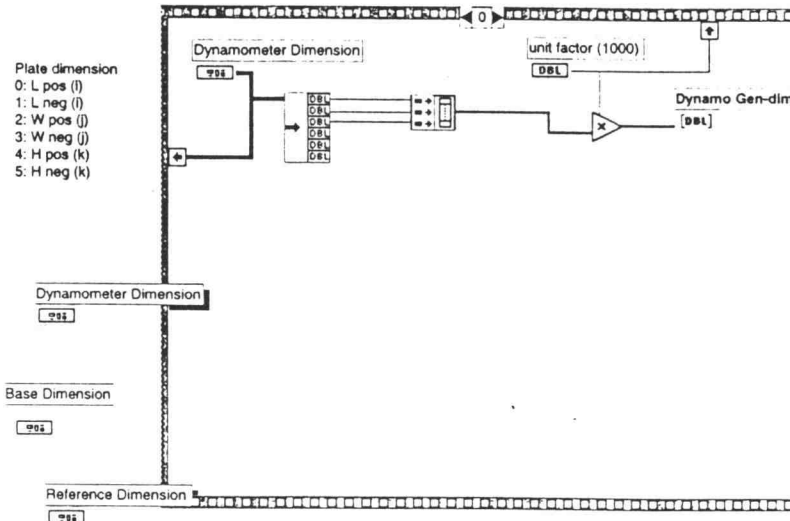 0
Dynamometer Dimension
unit factor (1000)
DBL
Plate dimension
0: L pos (i)
1: L neg (i)
2: W pos (j)
3: W neg (j)
4: H pos (k)
5: H neg (k)
DBL
DBL
DBL
DBL
DBL
DBL
Dynamo Gen-dim
[DBL]
x
Dynamometer Dimension
Base Dimension
Reference Dimension